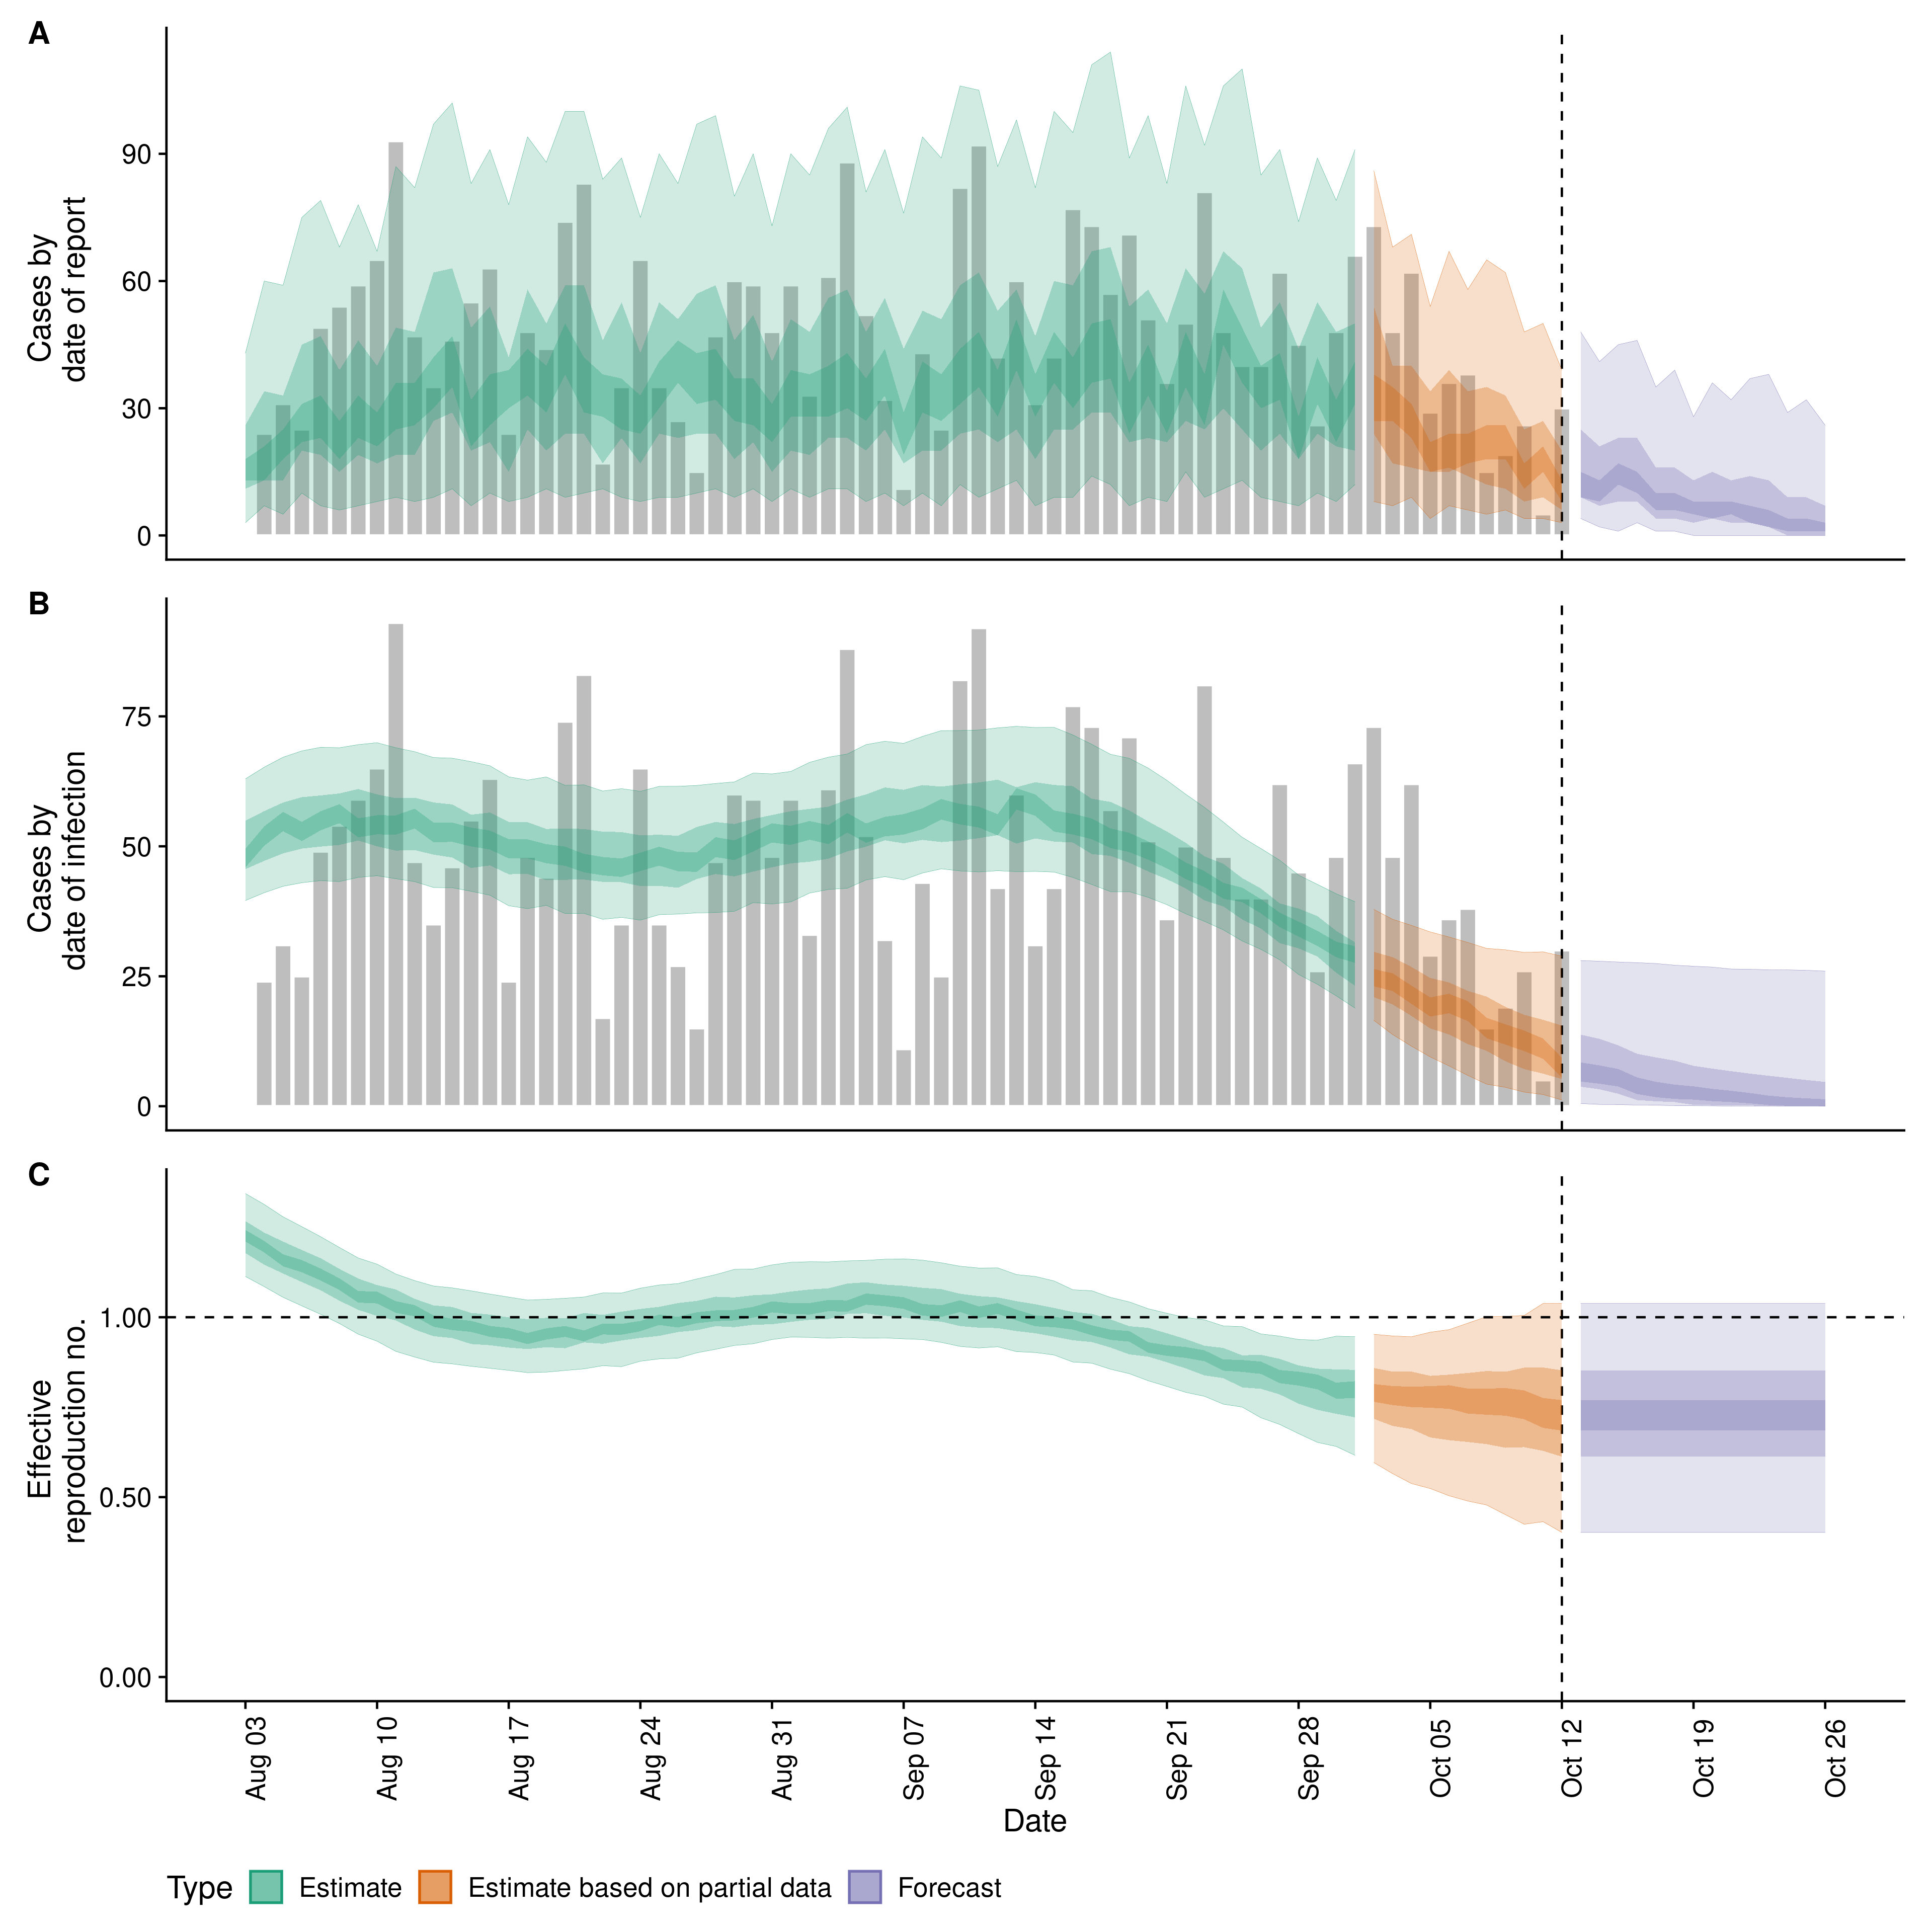 A
90
60
30
0
Cases by
date of report
B
75
50
25
0
Cases by
date of infection
C
1.00
0.50
0.00
Effective
reproduction no.
Aug 03
Aug 10
Aug 17
Aug 24
Aug 31
Sep 07
Sep 14
Sep 21
Sep 28
Oct 05
Oct 12
Oct 19
Oct 26
Date
Type Estimate Estimate based on partial data Forecast